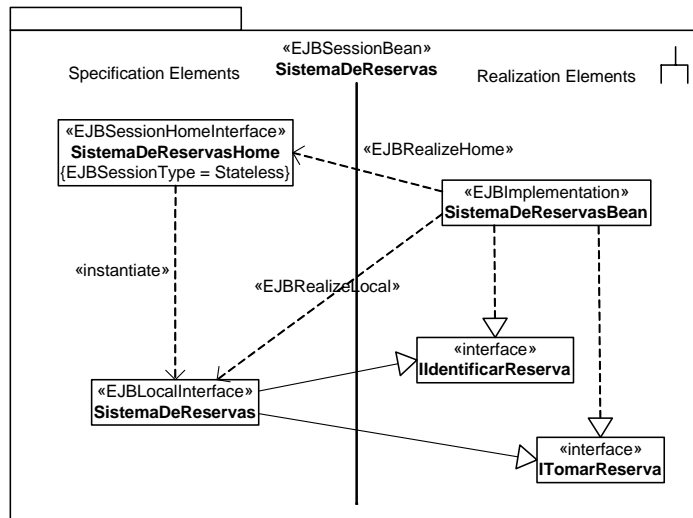 «EJBSessionBean»
SistemaDeReservas
Specification Elements
Realization Elements
«EJBSessionHomeInterface»
SistemaDeReservasHome
{EJBSessionType = Stateless}
«EJBRealizeHome»
«EJBImplementation»
SistemaDeReservasBean
«instantiate»
«EJBRealizeLocal»
«interface»
IIdentificarReserva
«EJBLocalInterface»
SistemaDeReservas
«interface»
ITomarReserva